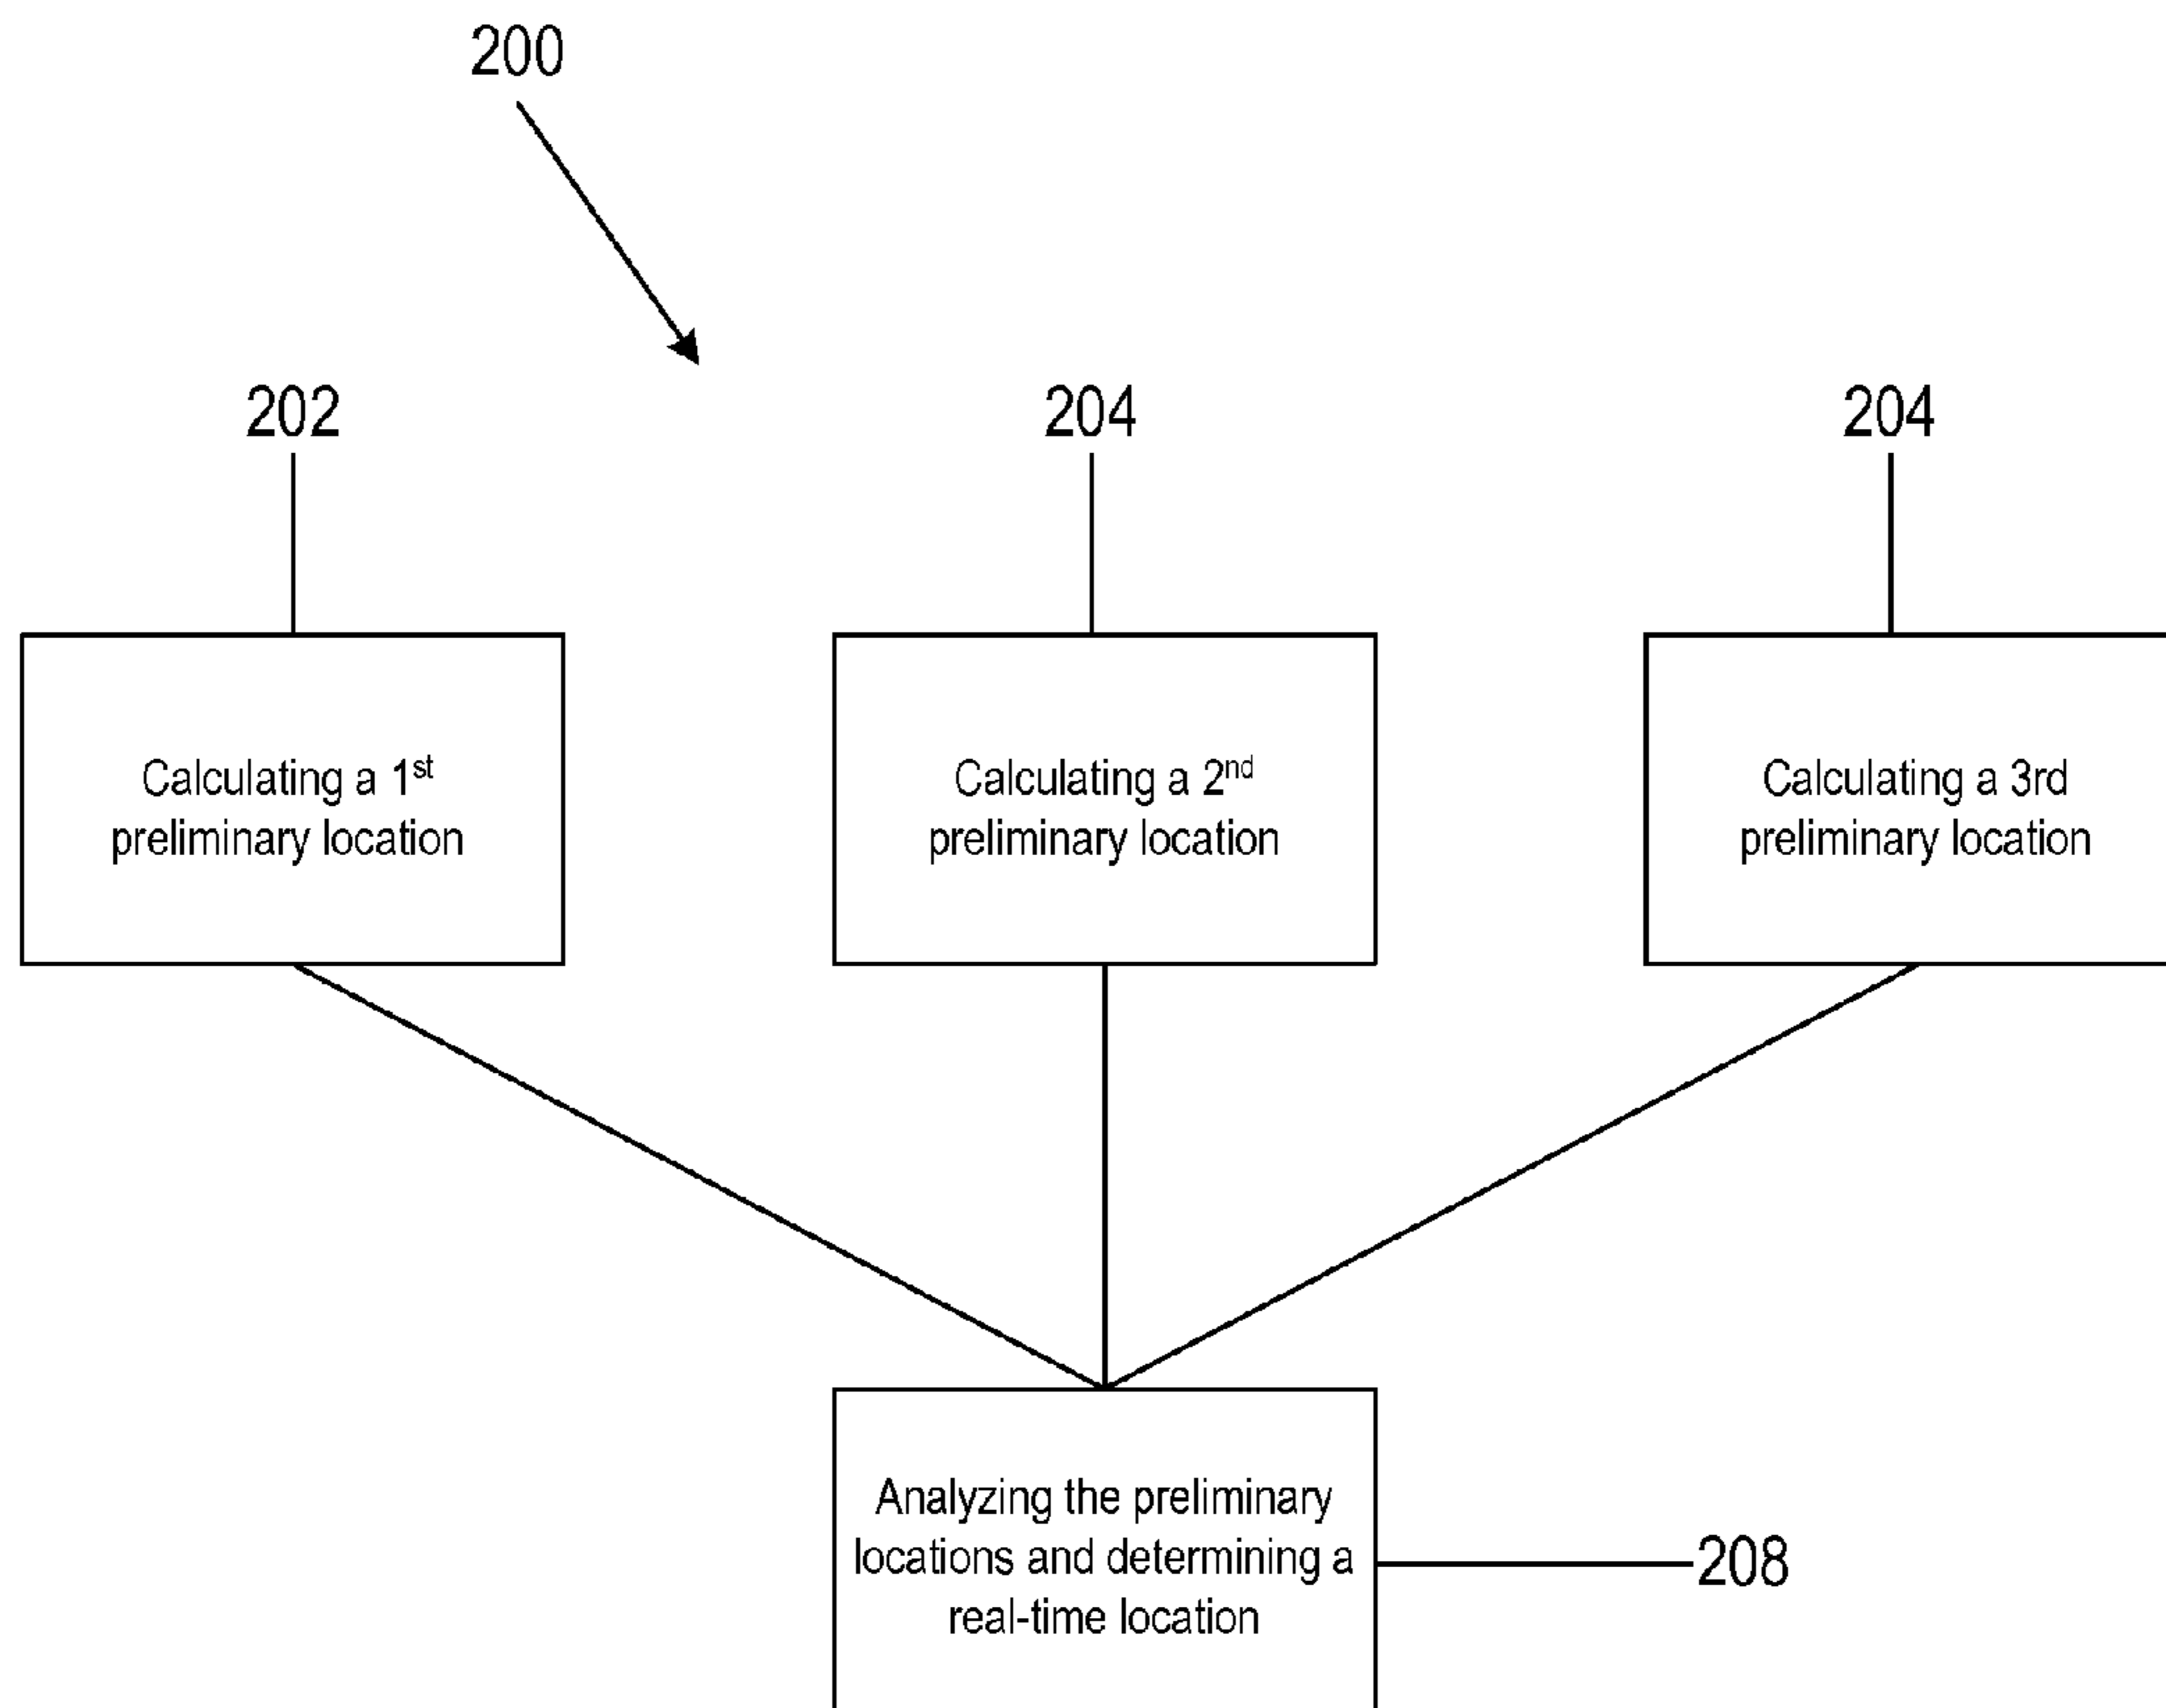 200
202
204
204
Calculating a 1st
preliminary location
Calculating a 2nd
preliminary location
Calculating a 3rd
preliminary location
Analyzing the preliminary
locations and determining a
real-time location
208